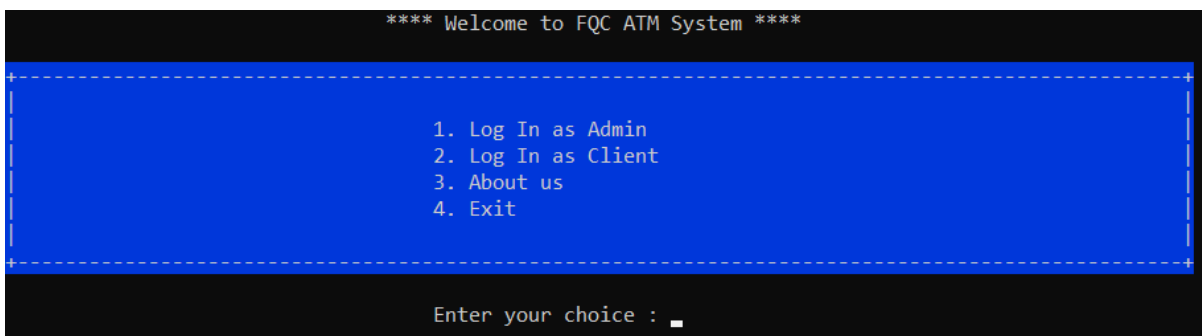 **** Welcome to FQC ATM System ****
1. Log In as Admin
2. Log In as Client
3. About us
4. Exit
Enter your choice :